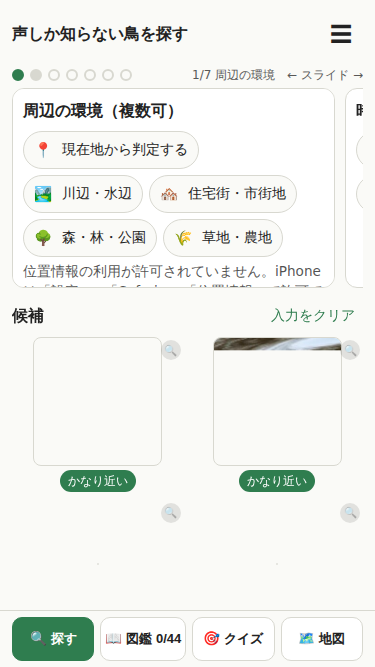 声しか知らない鳥を探す
1/7 周辺の環境 ← スライド →
周辺の環境（複数可）
現在地から判定する
川辺・水辺 住宅街・市街地
森・林・公園 草地・農地
位置情報の利用が許可されていません。iPhone
候補 入力をクリア
かなり近い かなり近い
探す 図鑑 0/44 クイズ 地図